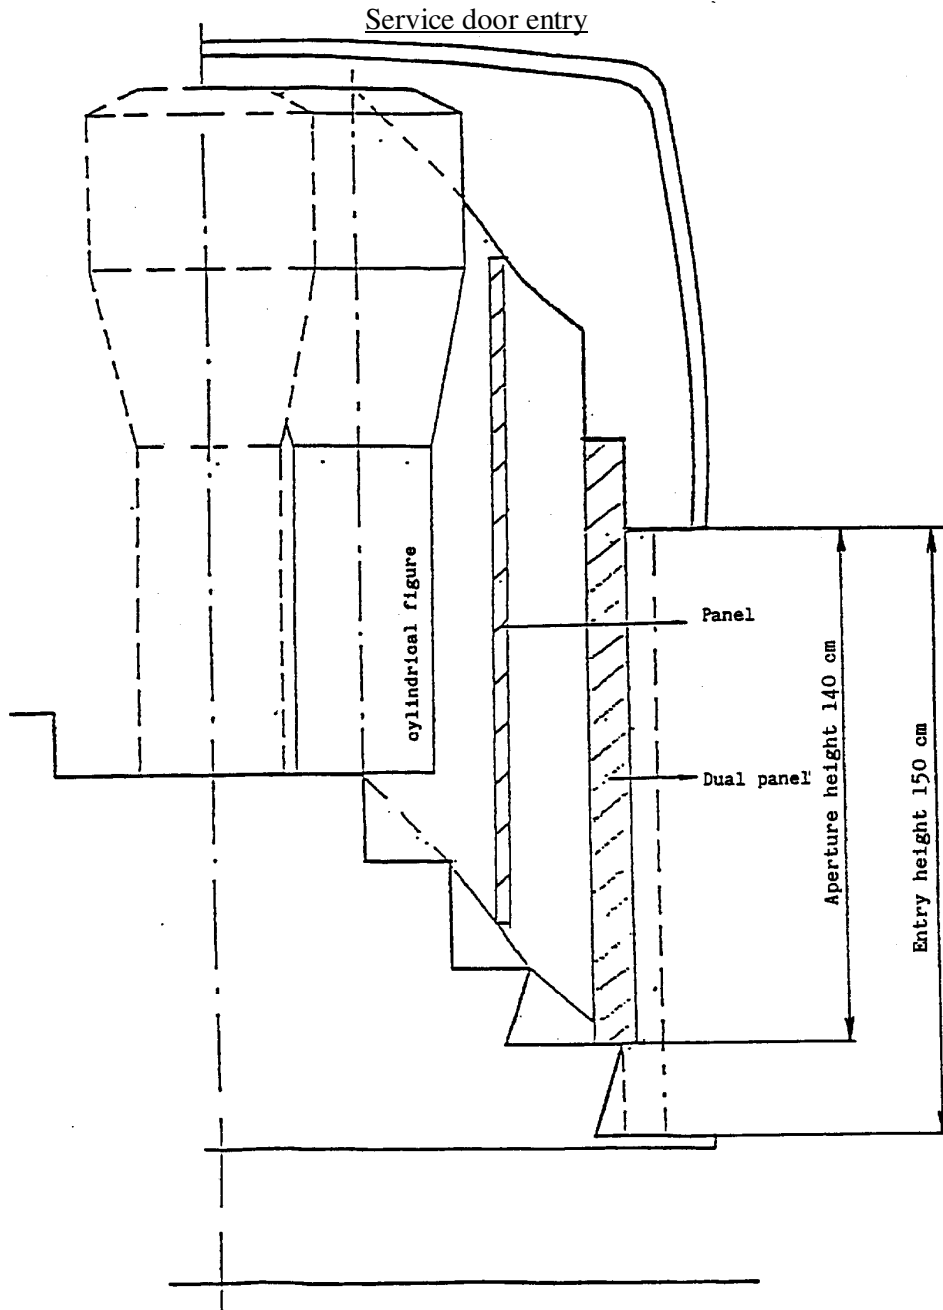 Service door entry
cylindrical figure
Panel
Dual panel
Aperture height 140 cm
Entry height 150 cm